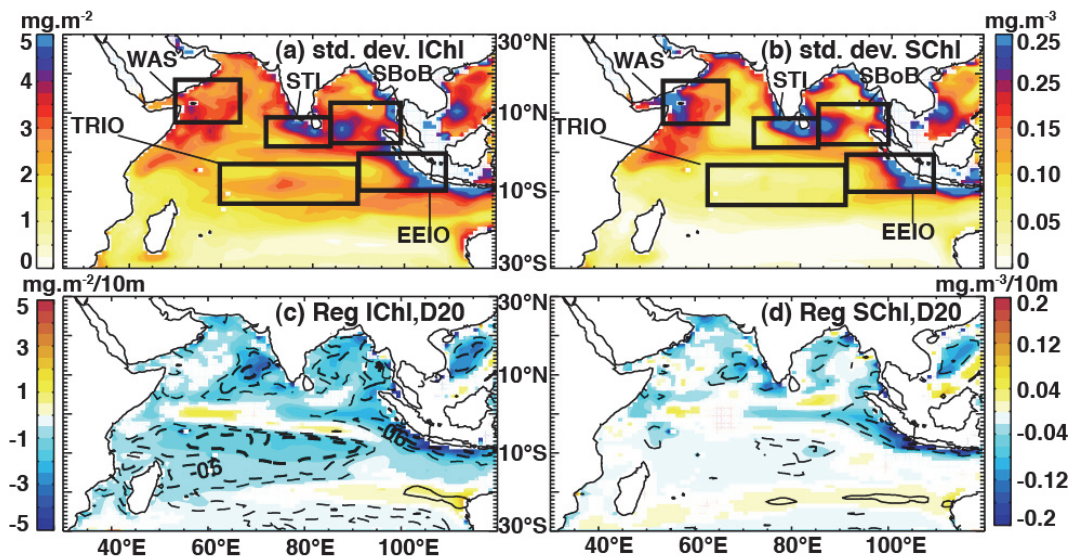 mg.m-2
mg.m-3
5
4
3
2
1
0
(a) std. dev. IChl
WAS
STI
SBoB
TRIO
EEIO
30°N
10°N
10°S
30°S
(b) std. dev. SChl
WAS
STI
SBoB
TRIO
EEIO
0.25
0.25
0.15
0.10
0.05
0
mg.m-2/10m
mg.m-3/10m
5
3
1
-1
-3
-5
(c) Reg IChl,D20
-0.6
-0.5
30°N
10°N
10°S
30°S
(d) Reg SChl,D20
0.2
0.12
0.04
-0.04
-0.12
-0.2
40°E 60°E 80°E 100°E
40°E 60°E 80°E 100°E